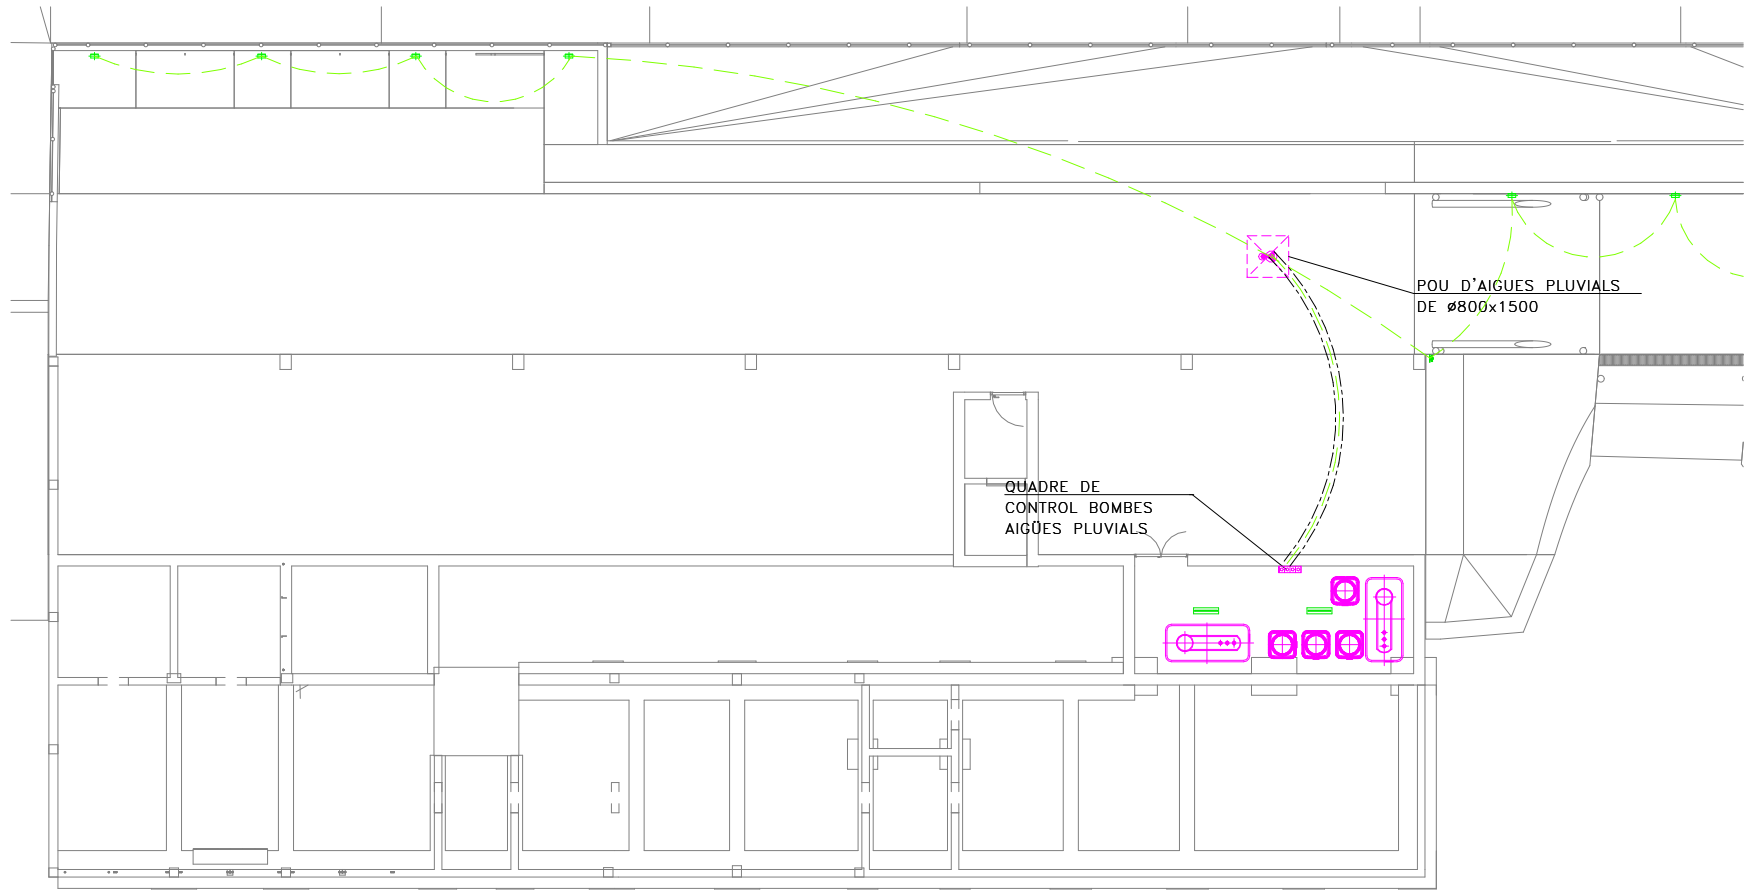 POU D'AIGUES PLUVIALS
DE ø800x1500
QUADRE DE
CONTROL BOMBES
AIGÜES PLUVIALS